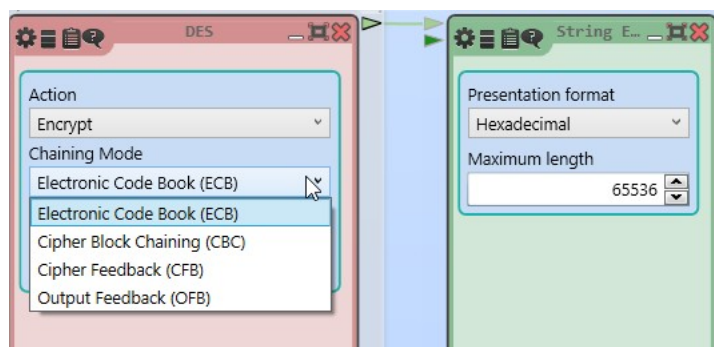 DES
Action
Encrypt
Chaining Mode
Electronic Code Book (ECB)
Electronic Code Book (ECB)
Cipher Block Chaining (CBC)
Cipher Feedback (CFB)
Output Feedback (OFB)
String E...
Presentation format
Hexadecimal
Maximum length
65536